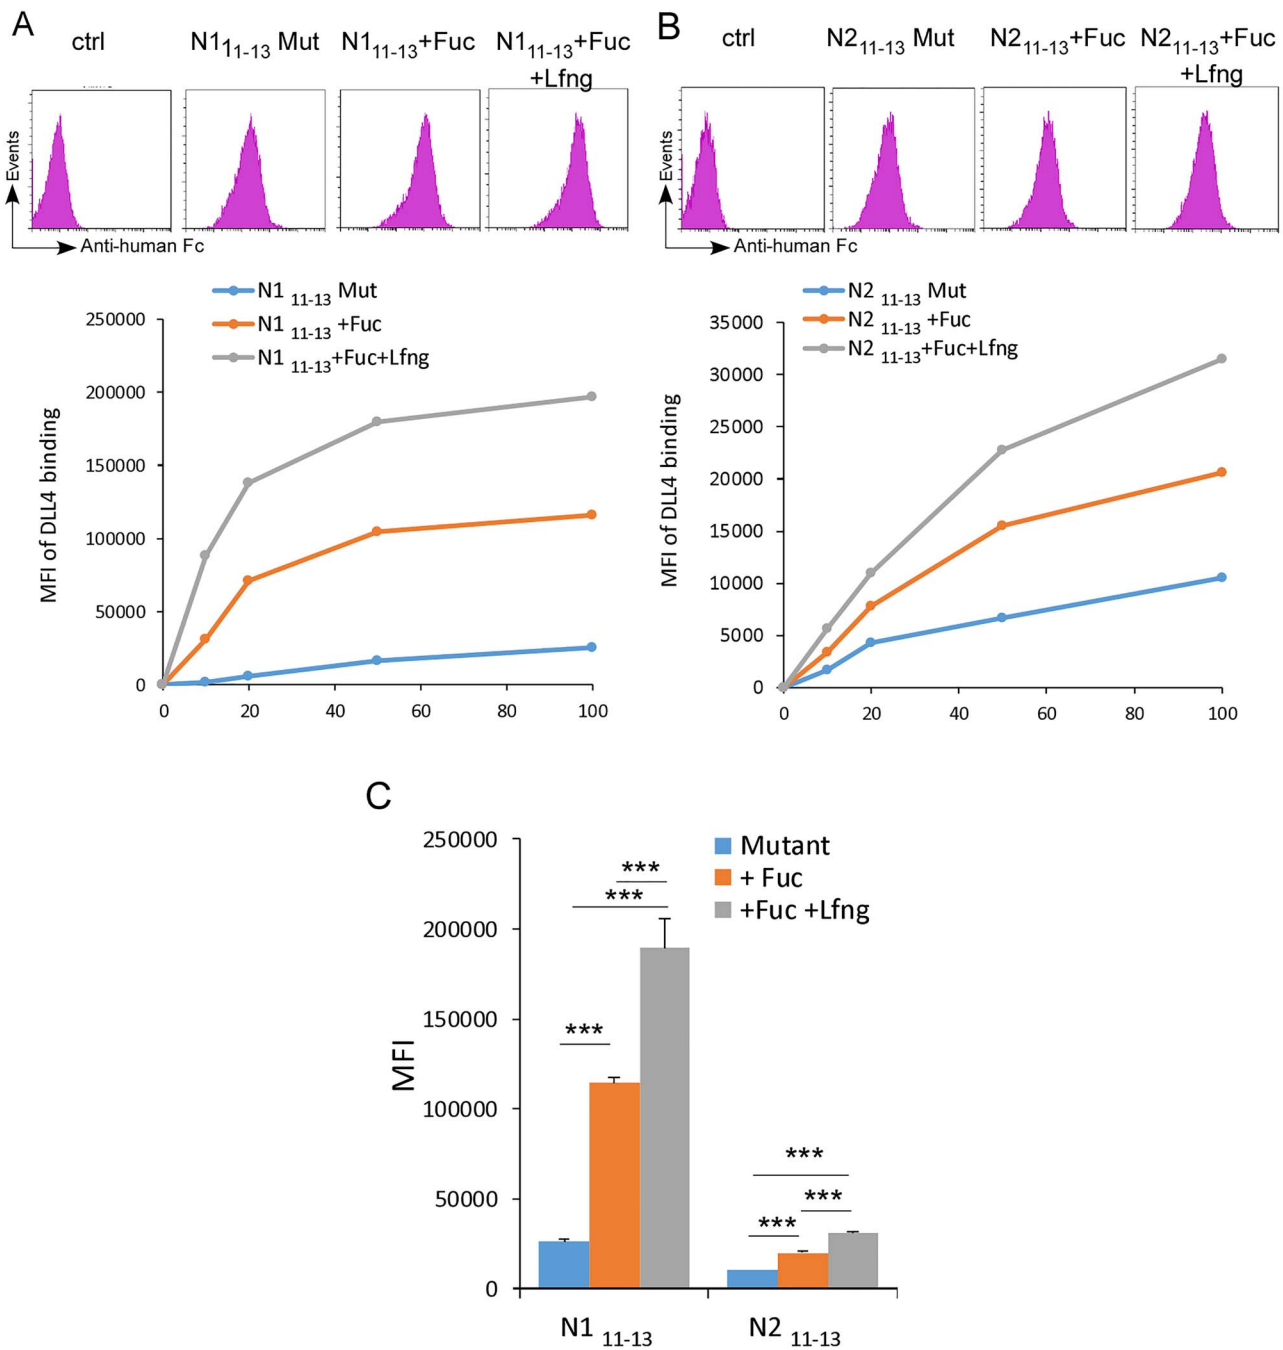 A
ctrl
N1 11-13 Mut
N1 11-13+Fuc
N1 11-13+Fuc
+Lfng
Events
Anti-human Fc
B
ctrl
N2 11-13 Mut
N2 11-13+Fuc
N2 11-13+Fuc
+Lfng
Events
Anti-human Fc
N1 11-13 Mut
N1 11-13 +Fuc
N1 11-13+Fuc+Lfng
MFI of DLL4 binding
250000
200000
150000
100000
50000
0
0 20 40 60 80 100
N2 11-13 Mut
N2 11-13 +Fuc
N2 11-13+Fuc+Lfng
MFI of DLL4 binding
35000
30000
25000
20000
15000
10000
5000
0
0 20 40 60 80 100
C
Mutant
+ Fuc
+Fuc +Lfng
MFI
250000
200000
150000
100000
50000
0
***
***
***
***
***
***
N1 11-13
N2 11-13